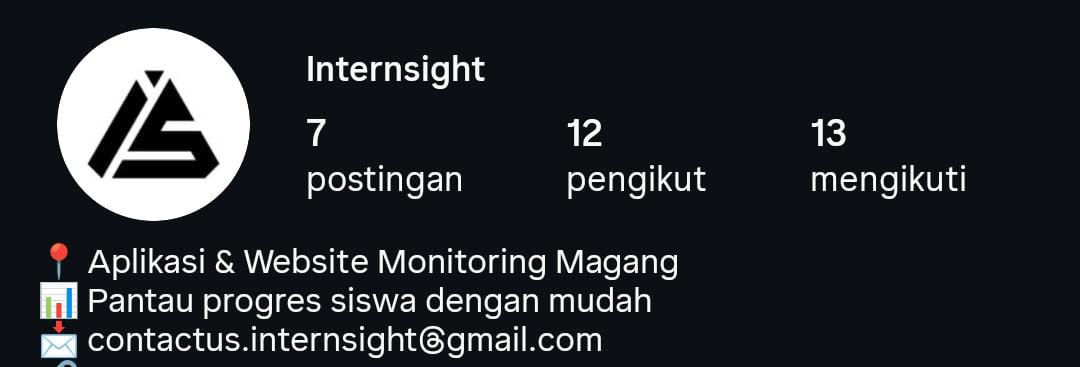 Internsight
7 12 13
postingan pengikut mengikuti
📍 Aplikasi & Website Monitoring Magang
📊 Pantau progres siswa dengan mudah
📩 contactus.internsight@gmail.com